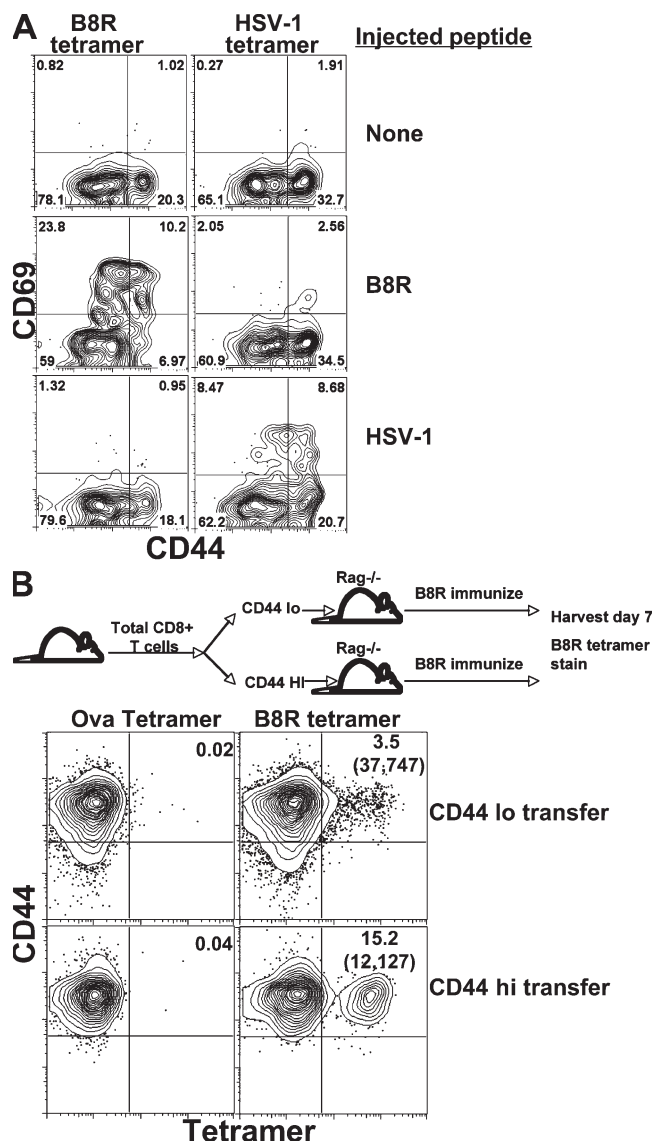 A
B8R
tetramer
HSV-1
tetramer
Injected peptide
0.82 1.02 0.27 1.91
None
78.1 20.3 65.1 32.7
23.8 10.2 2.05 2.56
B8R
59 6.97 60.9 34.5
1.32 0.95 8.47 8.68
HSV-1
79.6 18.1 62.2 20.7
CD69
CD44
B
Rag-/-
B8R immunize
CD44 lo
Total CD8+
T cells
Harvest day 7
B8R tetramer
stain
Rag-/-
B8R immunize
CD44 HI
Ova Tetramer B8R tetramer
0.02 3.5
(37,747)
CD44 lo transfer
0.04 15.2
(12,127)
CD44 hi transfer
CD44
Tetramer